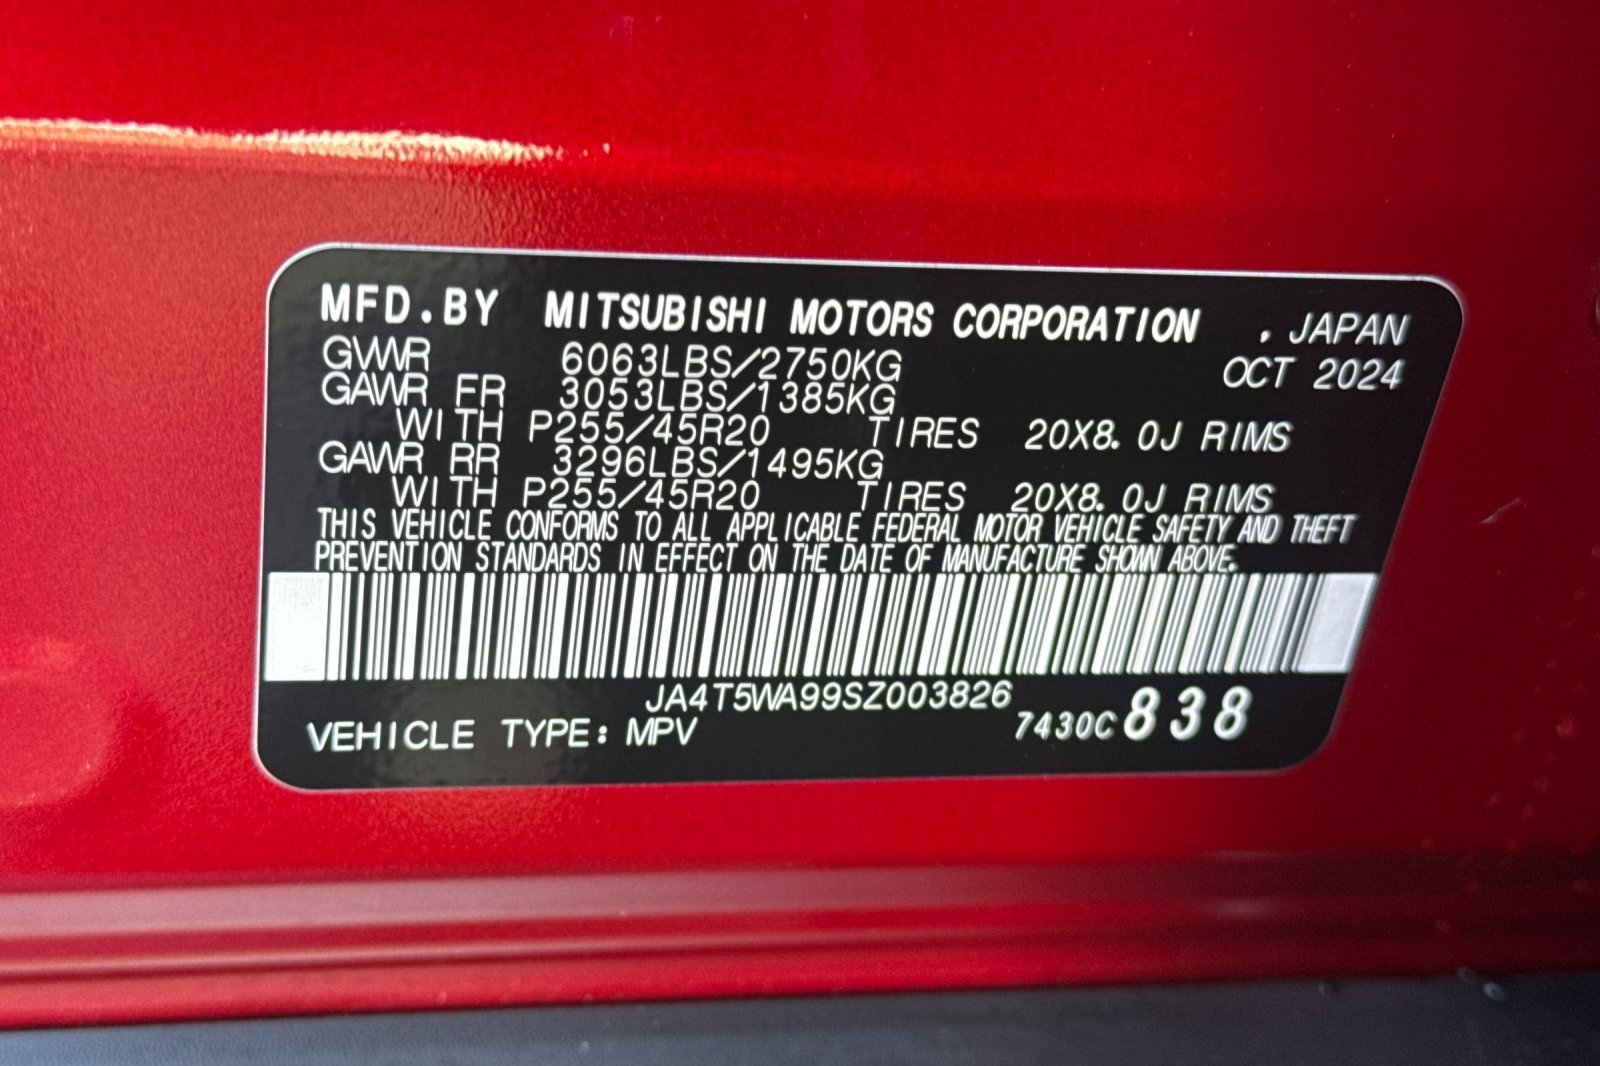 MFD.BY MITSUBISHI MOTORS CORPORATION , JAPAN
GVWR 6063LBS/2750KG OCT 2024
GAWR FR 3053LBS/1385KG
WITH P255/45R20 TIRES 20X8.0J RIMS
GAWR RR 3296LBS/1495KG
WITH P255/45R20 TIRES 20X8.0J RIMS
THIS VEHICLE CONFORMS TO ALL APPLICABLE FEDERAL MOTOR VEHICLE SAFETY AND THEFT
PREVENTION STANDARDS IN EFFECT ON THE DATE OF MANUFACTURE SHOWN ABOVE.
JA4T5WA99SZ003826
VEHICLE TYPE: MPV 7430C 838